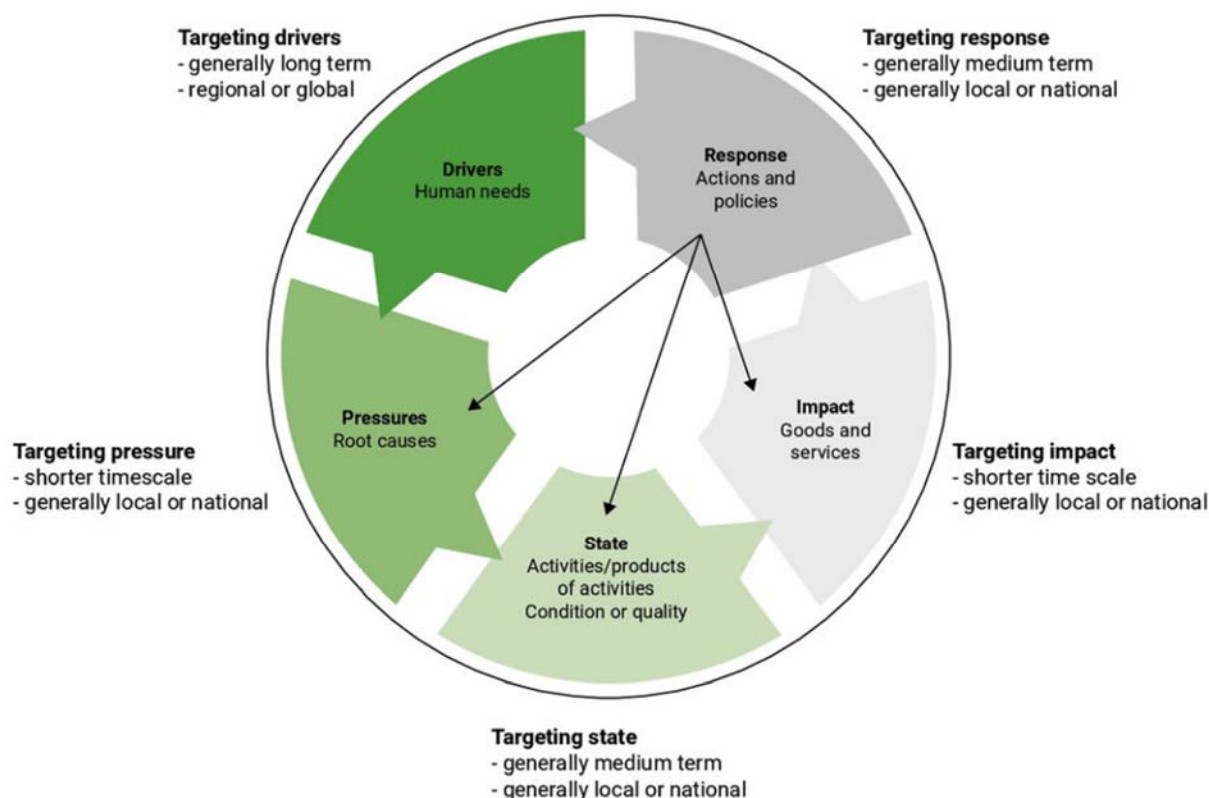 Targeting drivers
- generally long term
- regional or global
Targeting response
- generally medium term
- generally local or national
Drivers
Human needs
Response
Actions and
policies
Pressures
Root causes
Impact
Goods and
services
Targeting pressure
- shorter timescale
- generally local or national
Targeting impact
- shorter time scale
- generally local or national
State
Activities/products
of activities
Condition or quality
Targeting state
- generally medium term
- generally local or national